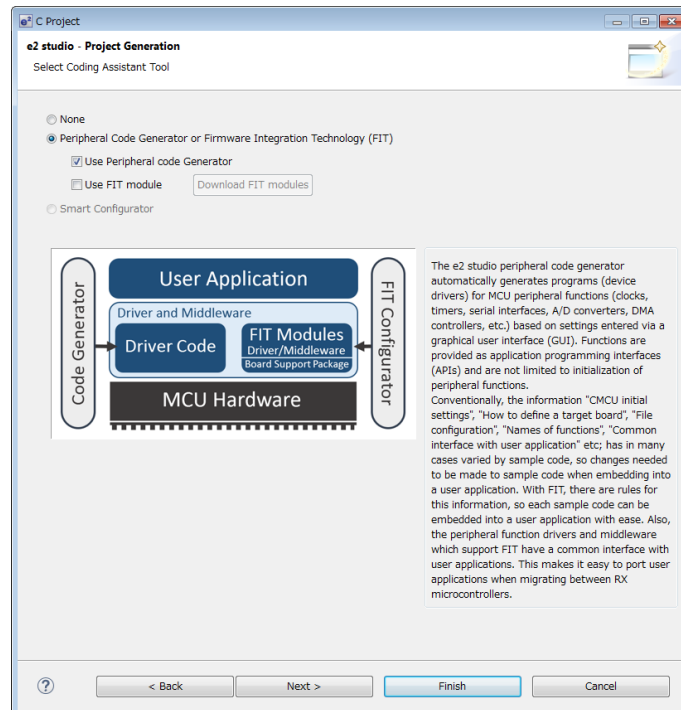 C Project
e2 studio - Project Generation
Select Coding Assistant Tool
None
Peripheral Code Generator or Firmware Integration Technology (FIT)
Use Peripheral code Generator
Use FIT module
Download FIT modules
Smart Configurator
Code Generator
User Application
Driver and Middleware
Driver Code
FIT Modules
Driver/Middleware
Board Support Package
MCU Hardware
FIT Configurator
The e2 studio peripheral code generator
automatically generates programs (device
drivers) for MCU peripheral functions (clocks,
timers, serial interfaces, A/D converters, DMA
controllers, etc.) based on settings entered via a
graphical user interface (GUI). Functions are
provided as application programming interfaces
(APIs) and are not limited to initialization of
peripheral functions.
Conventionally, the information "CMCU initial
settings", "How to define a target board", "File
configuration", "Names of functions", "Common
interface with user application" etc; has in many
cases varied by sample code, so changes needed
to be made to sample code when embedding into
a user application. With FIT, there are rules for
this information, so each sample code can be
embedded into a user application with ease. Also,
the peripheral function drivers and middleware
which support FIT have a common interface with
user applications. This makes it easy to port user
applications when migrating between RX
microcontrollers.
?
< Back
Next >
Finish
Cancel